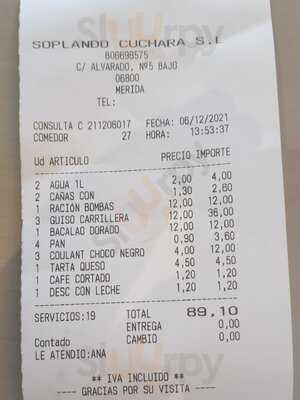 SOPLANDO CUCHARA S.L
B06698575
C/ ALVARADO, Nº5 BAJO
06800
MERIDA
TEL:
CONSULTA C 211206017 FECHA: 06/12/2021
COMEDOR 27 HORA: 13:53:37
Ud ARTICULO PRECIO IMPORTE
2 AGUA 1L 2,00 4,00
2 CAÑAS CON 1,30 2,60
1 RACIÓN BOMBAS 12,00 12,00
3 GUISO CARRILLERA 12,00 36,00
1 BACALAO DORADO 12,00 12,00
4 PAN 0,90 3,60
3 COULANT CHOCO NEGRO 4,00 12,00
1 TARTA QUESO 4,50 4,50
1 CAFE CORTADO 1,20 1,20
1 DESC CON LECHE 1,20 1,20
SERVICIOS:19 TOTAL 89,10
ENTREGA 0,00
Contado CAMBIO 0,00
LE ATENDIO:ANA
** IVA INCLUIDO **
---- GRACIAS POR SU VISITA ----